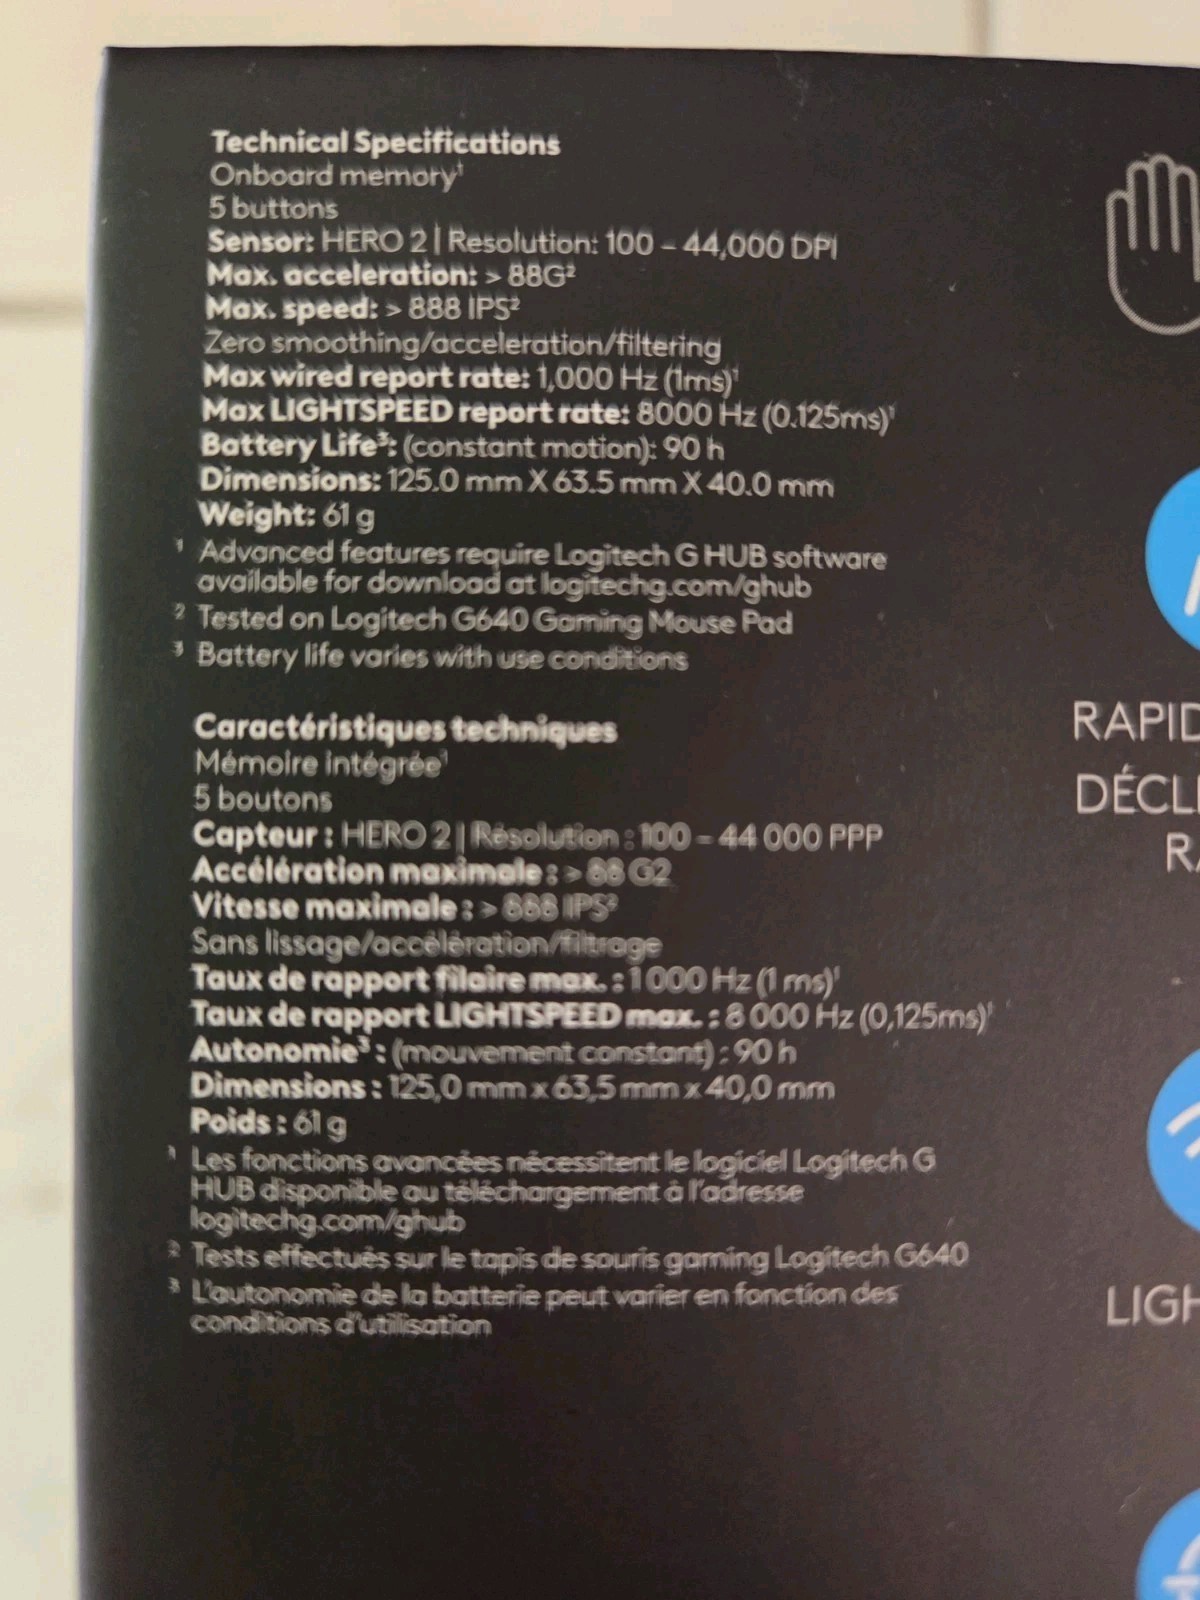 Technical Specifications
Onboard memory¹
5 buttons
Sensor: HERO 2 | Resolution: 100 – 44,000 DPI
Max. acceleration: > 88G²
Max. speed: > 888 IPS²
Zero smoothing/acceleration/filtering
Max wired report rate: 1,000 Hz (1ms)¹
Max LIGHTSPEED report rate: 8000 Hz (0.125ms)¹
Battery Life³: (constant motion): 90 h
Dimensions: 125.0 mm X 63.5 mm X 40.0 mm
Weight: 61 g
¹ Advanced features require Logitech G HUB software
available for download at logitechg.com/ghub
² Tested on Logitech G640 Gaming Mouse Pad
³ Battery life varies with use conditions
Caractéristiques techniques
Mémoire intégrée¹
5 boutons
Capteur : HERO 2 | Résolution : 100 – 44 000 PPP
Accélération maximale : > 88 G2
Vitesse maximale : > 888 IPS²
Sans lissage/accélération/filtrage
Taux de rapport filaire max. : 1 000 Hz (1 ms)¹
Taux de rapport LIGHTSPEED max. : 8 000 Hz (0,125ms)¹
Autonomie³ : (mouvement constant) : 90 h
Dimensions : 125,0 mm x 63,5 mm x 40,0 mm
Poids : 61 g
¹ Les fonctions avancées nécessitent le logiciel Logitech G
HUB disponible au téléchargement à l'adresse
logitechg.com/ghub
² Tests effectués sur le tapis de souris gaming Logitech G640
³ L'autonomie de la batterie peut varier en fonction des
conditions d'utilisation
RAPID
DÉCLE
RA
LIGH